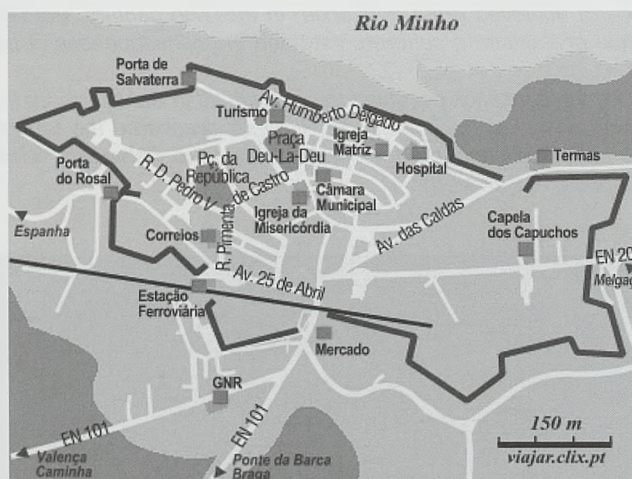 Rio Minho
Porta de
Salvaterra
Av. Humberto Delgado
Turismo
Praça
Deu-La-Deu
Igreja
Matriz
Hospital
Termas
Pç. da
República
R. D. Pedro V
Porta
do Rosal
R. Pimenta de Castro
Câmara
Municipal
Igreja da
Misericórdia
Av. das Caldas
Capela
dos Capuchos
Espanha
Correios
Av. 25 de Abril
EN 20
Melgaç
Estação
Ferroviária
Mercado
GNR
EN 101
EN 101
Valença
Caminha
Ponte da Barca
Braga
150 m
viajar.clix.pt